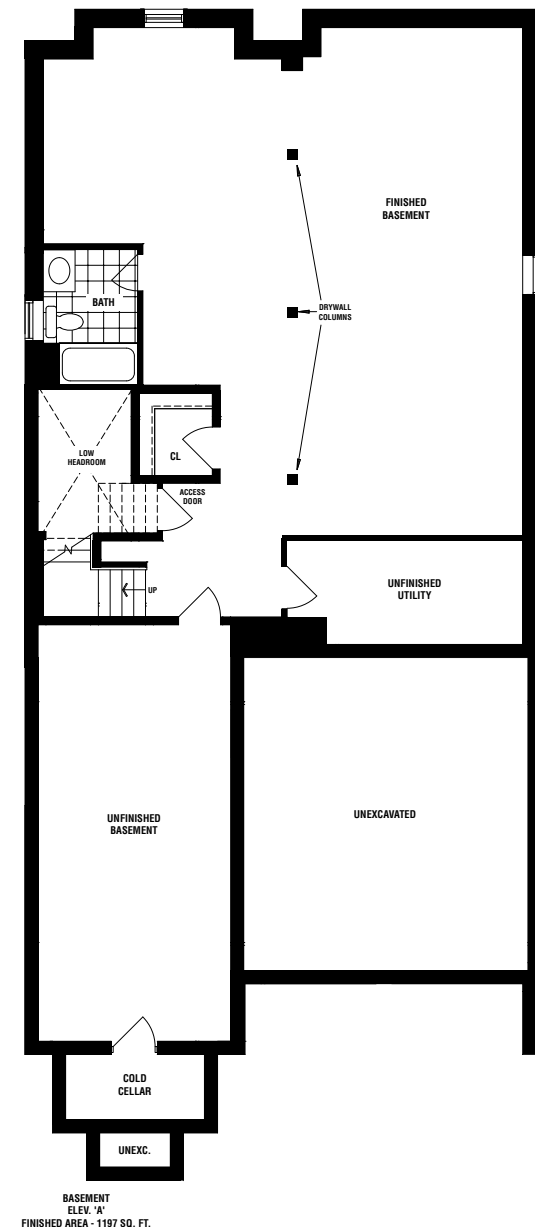 FINISHED
BASEMENT
BATH
DRYWALL
COLUMNS
LOW
HEADROOM
CL
ACCESS
DOOR
UP
UNFINISHED
UTILITY
UNFINISHED
BASEMENT
UNEXCAVATED
COLD
CELLAR
UNEXC.
BASEMENT
ELEV. 'A'
FINISHED AREA - 1197 SQ. FT.